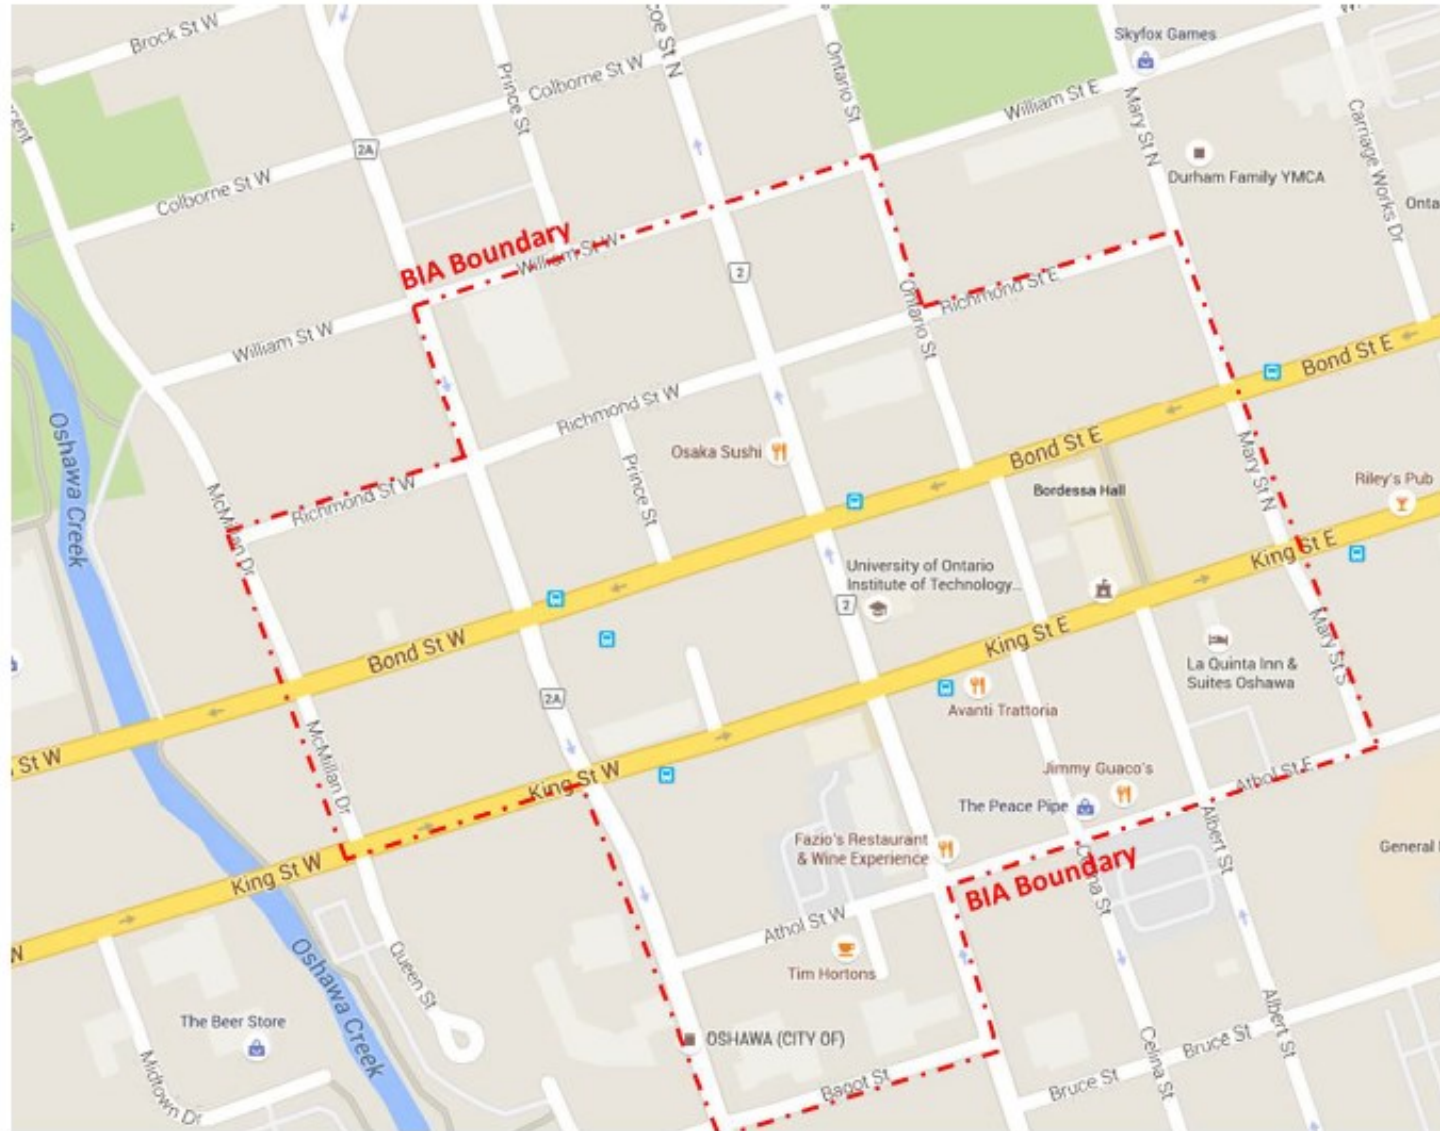 Brock St W
Prince St
Colborne St W
coe St N
Ontario St
Skyfox Games
William St E
Mary St N
Carriage Works Dr
cent
2A
Colborne St W
Durham Family YMCA
Onta
BIA Boundary
William St W
2
Richmond St E
William St W
Ontario St
Bond St E
Oshawa Creek
McMillan Dr
Richmond St W
Osaka Sushi
Bond St E
Mary St N
Riley's Pub
Richmond St W
Prince St
Bordessa Hall
King St E
University of Ontario
Institute of Technology...
2
Bond St W
King St E
Mary St S
La Quinta Inn &
Suites Oshawa
2A
Avanti Trattoria
St W
McMillan Dr
King St W
Jimmy Guaco's
Athol St E
The Peace Pipe
Fazio's Restaurant
& Wine Experience
Albert St
General
King St W
BIA Boundary
Celina St
Athol St W
W
Queen St
Tim Hortons
Oshawa Creek
The Beer Store
OSHAWA (CITY OF)
Albert St
Celina St
Bruce St
Midtown Dr
Bagot St
Bruce St